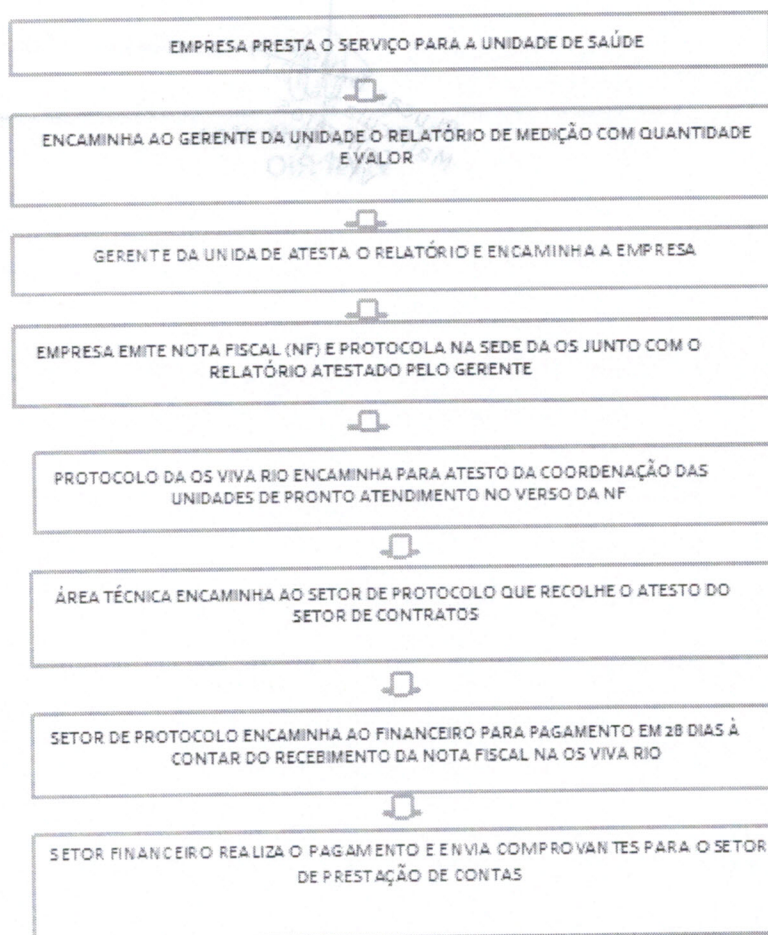 EMPRESA PRESTA O SERVIÇO PARA A UNIDADE DE SAÚDE
ENCAMINHA AO GERENTE DA UNIDADE O RELATÓRIO DE MEDIÇÃO COM QUANTIDADE
E VALOR
GERENTE DA UNIDADE ATESTA O RELATÓRIO E ENCAMINHA A EMPRESA
EMPRESA EMITE NOTA FISCAL (NF) E PROTOCOLA NA SEDE DA OS JUNTO COM O
RELATÓRIO ATESTADO PELO GERENTE
PROTOCOLO DA OS VIVA RIO ENCAMINHA PARA ATESTO DA COORDENAÇÃO DAS
UNIDADES DE PRONTO ATENDIMENTO NO VERSO DA NF
ÁREA TÉCNICA ENCAMINHA AO SETOR DE PROTOCOLO QUE RECOLHE O ATESTO DO
SETOR DE CONTRATOS
SETOR DE PROTOCOLO ENCAMINHA AO FINANCEIRO PARA PAGAMENTO EM 28 DIAS À
CONTAR DO RECEBIMENTO DA NOTA FISCAL NA OS VIVA RIO
SETOR FINANCEIRO REALIZA O PAGAMENTO E ENVIA COMPROVANTES PARA O SETOR
DE PRESTAÇÃO DE CONTAS